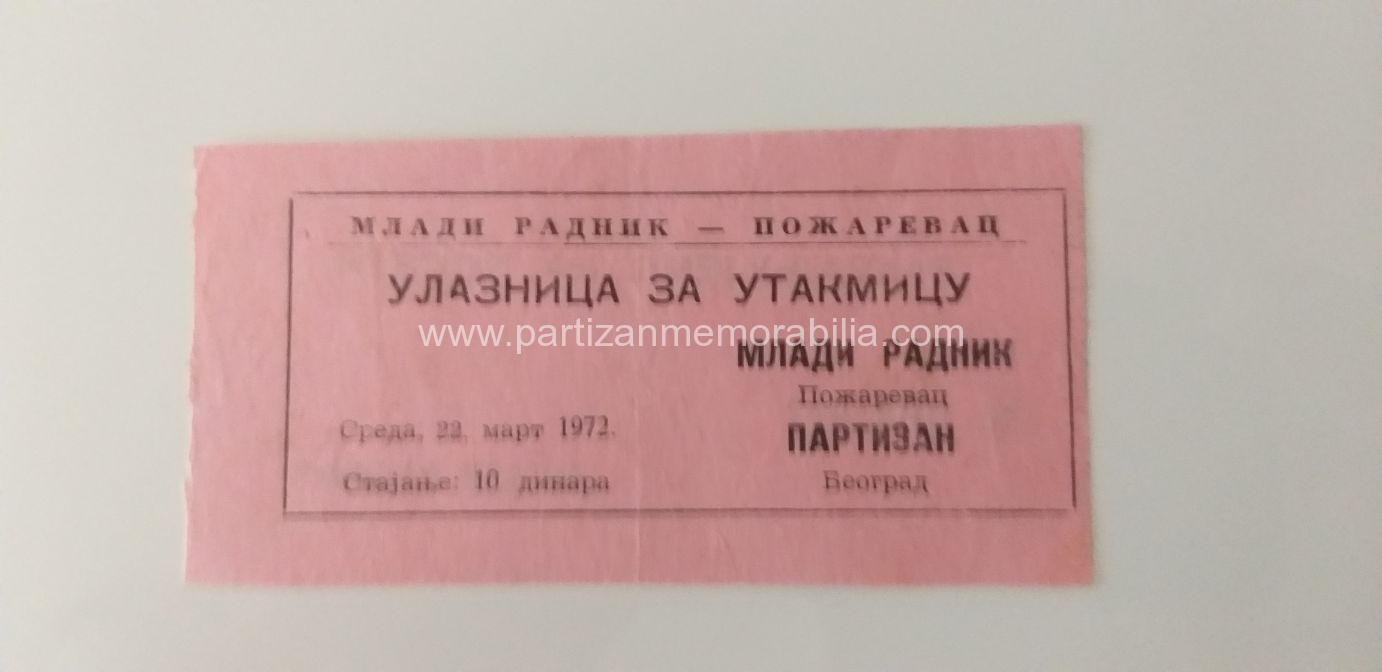 МЛАДИ РАДНИК — ПОЖАРЕВАЦ
УЛАЗНИЦА ЗА УТАКМИЦУ
www.partizanmemorabilia.com
МЛАДИ РАДНИК
Пожаревац
ПАРТИЗАН
Београд
Среда, 22. март 1972.
Стајање: 10 динара